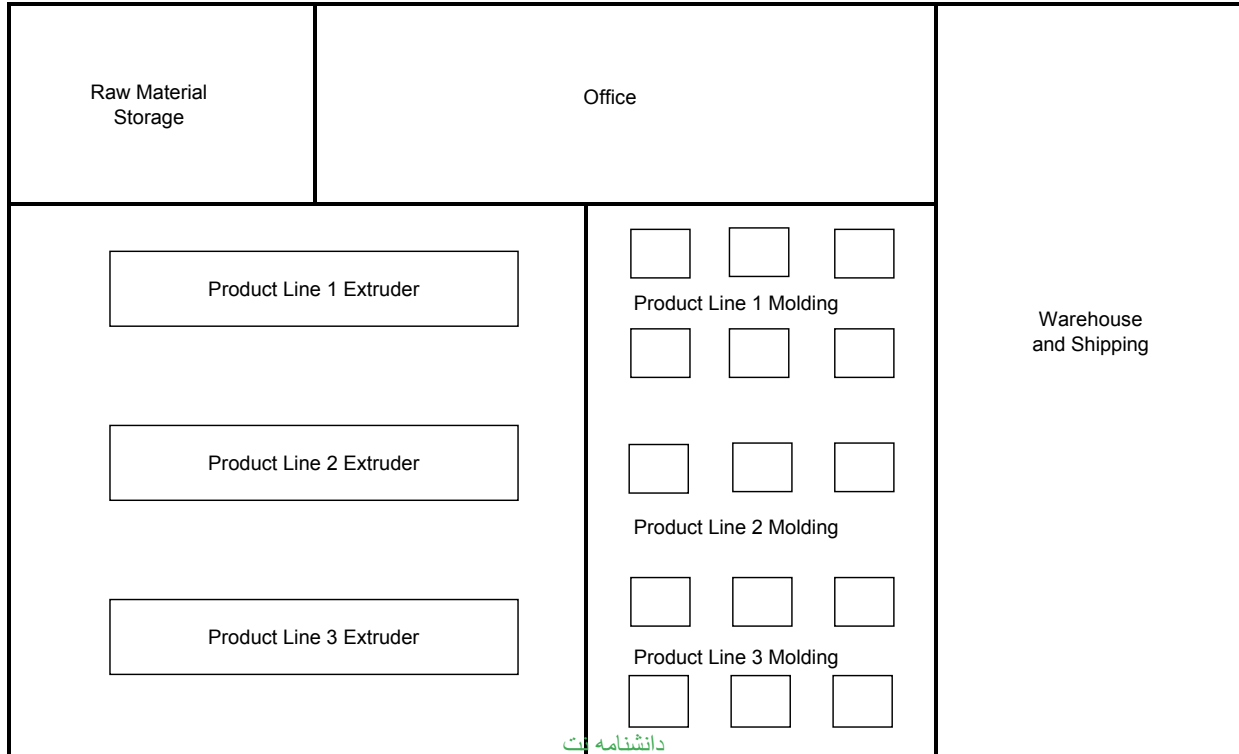 Raw Material
Storage
Office
Product Line 1 Extruder
Product Line 1 Molding
Warehouse
and Shipping
Product Line 2 Extruder
Product Line 2 Molding
Product Line 3 Extruder
Product Line 3 Molding
دانشنامه نت